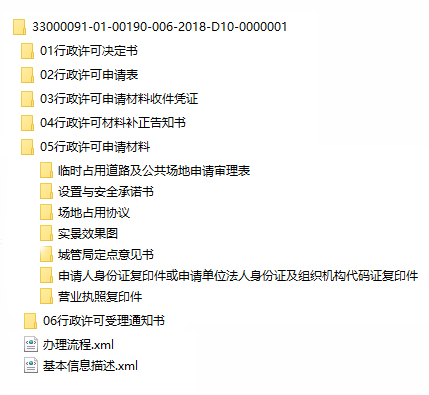 33000091-01-00190-006-2018-D10-0000001
01行政许可决定书
02行政许可申请表
03行政许可申请材料收件凭证
04行政许可材料补正告知书
05行政许可申请材料
临时占用道路及公共场地申请审理表
设置与安全承诺书
场地占用协议
实景效果图
城管局定点意见书
申请人身份证复印件或申请单位法人身份证及组织机构代码证复印件
营业执照复印件
06行政许可受理通知书
办理流程.xml
基本信息描述.xml